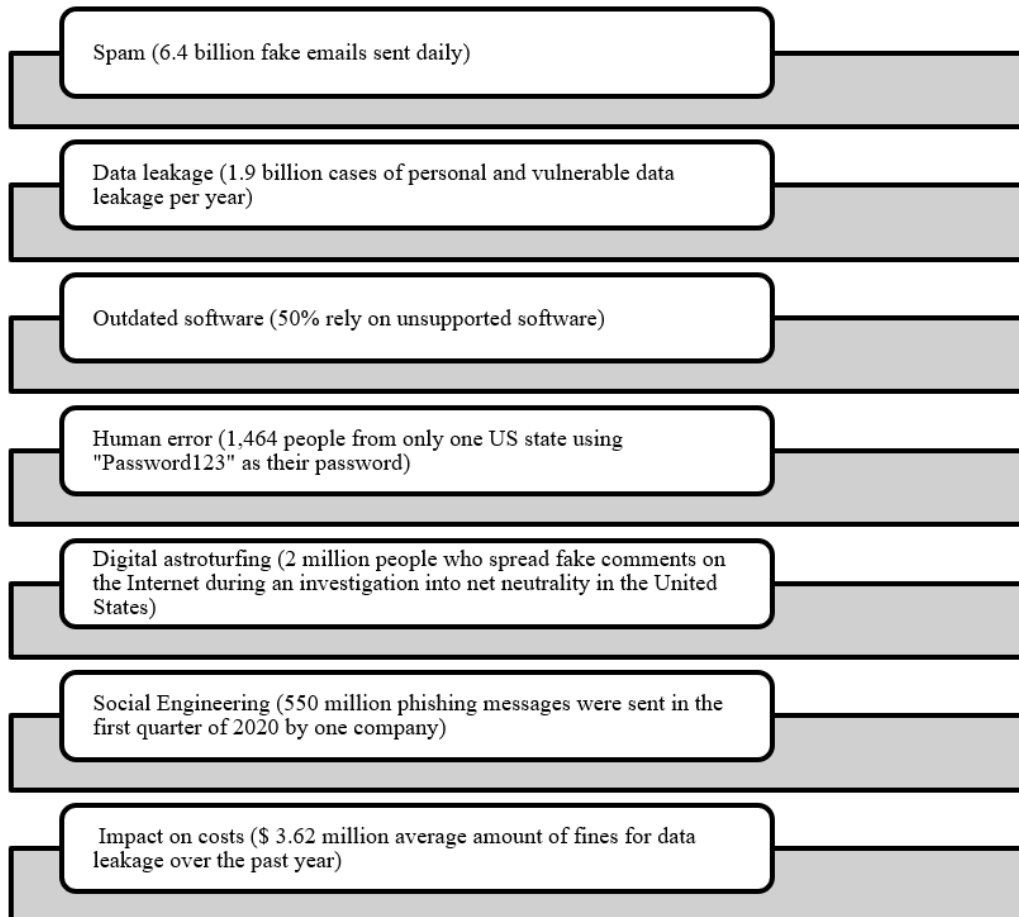 Spam (6.4 billion fake emails sent daily)
Data leakage (1.9 billion cases of personal and vulnerable data
leakage per year)
Outdated software (50% rely on unsupported software)
Human error (1,464 people from only one US state using
"Password123" as their password)
Digital astroturfing (2 million people who spread fake comments on
the Internet during an investigation into net neutrality in the United
States)
Social Engineering (550 million phishing messages were sent in the
first quarter of 2020 by one company)
Impact on costs ($ 3.62 million average amount of fines for data
leakage over the past year)